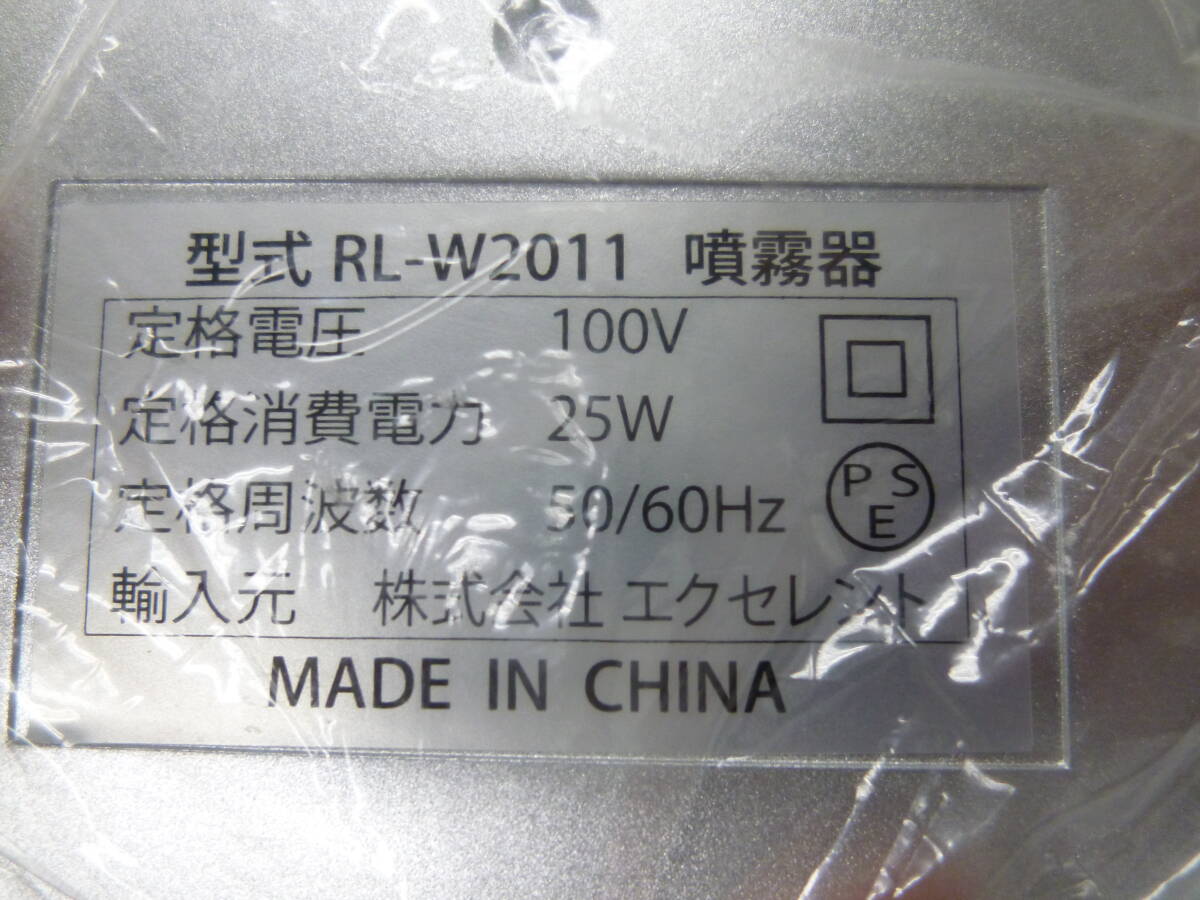 型式 RL-W2011 噴霧器
定格電圧 100V
定格消費電力 25W
定格周波数 50/60Hz
PSE
輸入元 株式会社 エクセレント
MADE IN CHINA